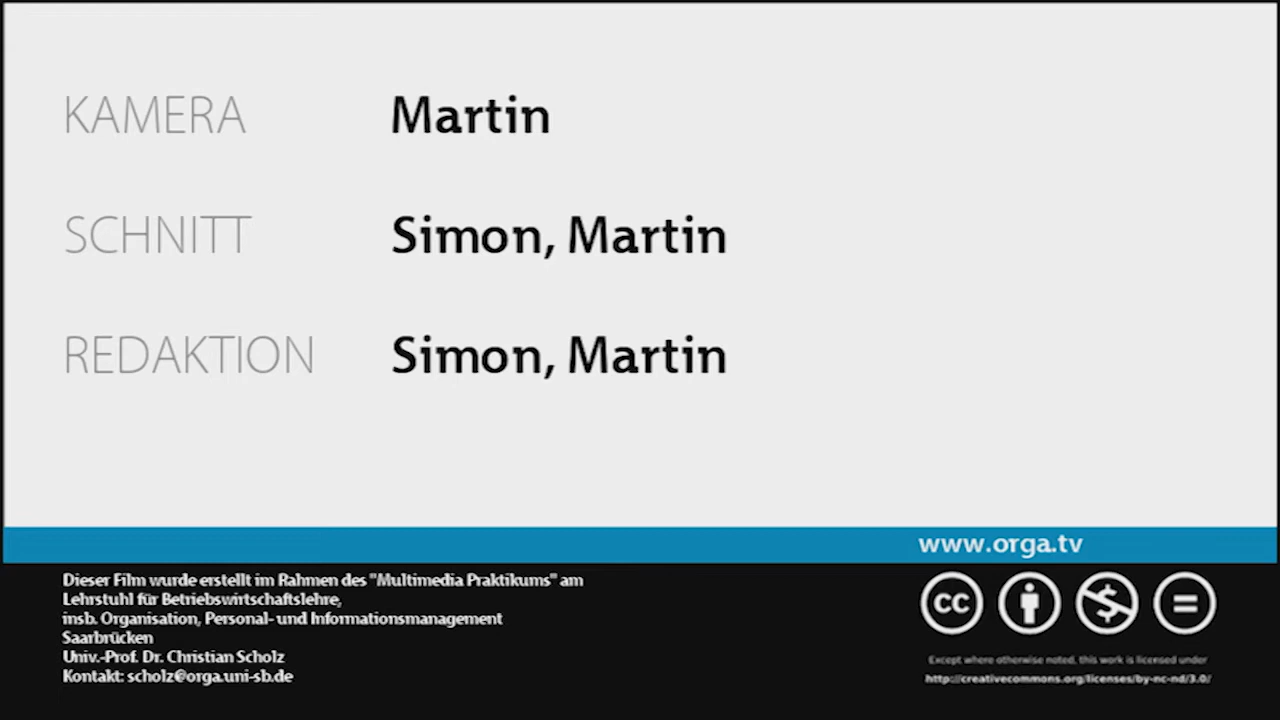 KAMERA Martin
SCHNITT Simon, Martin
REDAKTION Simon, Martin
www.orga.tv
Dieser Film wurde erstellt im Rahmen des "Multimedia Praktikums" am
Lehrstuhl für Betriebswirtschaftslehre,
insb. Organisation, Personal- und Informationsmanagement
Saarbrücken
Univ.-Prof. Dr. Christian Scholz
Kontakt: scholz@orga.uni-sb.de
cc
Except where otherwise noted, this work is licensed under
http://creativecommons.org/licenses/by-nc-nd/3.0/